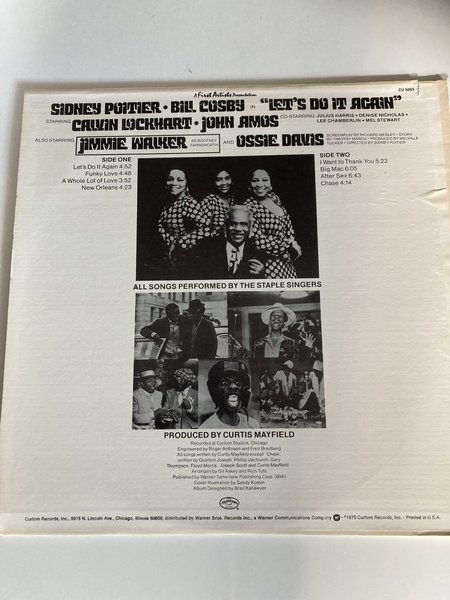 A First Artists Presentation
CU 5005
SIDNEY POITIER • BILL COSBY IN "LET'S DO IT AGAIN"
STARRING CALVIN LOCKHART • JOHN AMOS CO-STARRING JULIUS HARRIS • DENISE NICHOLAS •
LEE CHAMBERLIN • MEL STEWART
ALSO STARRING JIMMIE WALKER AS BOOTNEY FARNSWORTH AND OSSIE DAVIS SCREENPLAY BY RICHARD WESLEY • STORY
BY TIMOTHY MARCH • PRODUCED BY MELVILLE
TUCKER • DIRECTED BY SIDNEY POITIER
SIDE ONE
Let's Do It Again 4:52
Funky Love 4:48
A Whole Lot of Love 3:52
New Orleans 4:23
SIDE TWO
I Want to Thank You 5:22
Big Mac 6:05
After Sex 6:43
Chase 4:14
ALL SONGS PERFORMED BY THE STAPLE SINGERS
PRODUCED BY CURTIS MAYFIELD
Recorded at Curtom Studios, Chicago
Engineered by Roger Anfinsen and Fred Breitberg
All songs written by Curtis Mayfield except 'Chase;'
written by Quinton Joseph, Phillip Upchurch, Gary
Thompson, Floyd Morris, Joseph Scott and Curtis Mayfield
Arranged by Gil Askey and Rich Tufo
Published by Warner-Tamerlane Publishing Corp. (BMI)
Cover Illustration by Sandy Kossin
Album Designed by Brad Kanawyer
Curtom Records, Inc., 5915 N. Lincoln Ave., Chicago, Illinois 60659, distributed by Warner Bros. Records Inc., a Warner Communications Company • ℗1975 Curtom Records, Inc. • Printed in U.S.A.